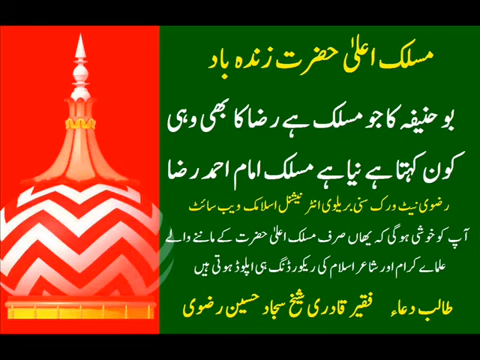 مسلک اعلیٰ حضرت زندہ باد
بو حنیفہ کا جو مسلک ہے رضا کا بھی وہی
کون کہتا ہے نیا ہے مسلک امام احمد رضا
رضوی نیٹ ورک سنی بریلوی انٹرنیشنل اسلامک ویب سائٹ
آپ کو خوشی ہوگی کہ یھاں صرف مسلک اعلیٰ حضرت کے ماننے والے
علماے کرام اور شاعر اسلام کی ریکورڈنگ ہی اپلوڈ ہوتی ہیں
طالب دعاء فقیر قادری شیخ سجاد حسین رضوی